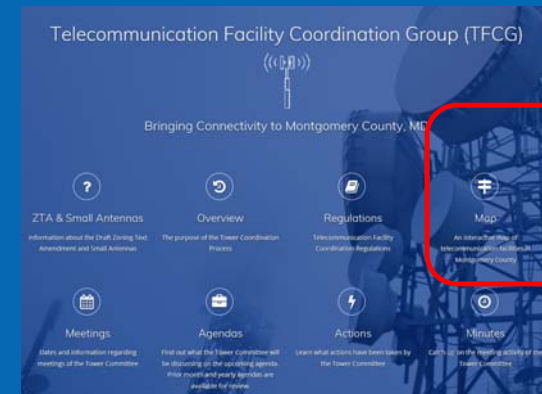 Telecommunication Facility Coordination Group (TFCG)
Bringing Connectivity to Montgomery County, MD
?
ZTA & Small Antennas
Information about the Draft Zoning Text
Amendment and Small Antennas
Overview
The purpose of the Tower Coordination
Process
Regulations
Telecommunication Facility
Coordination Regulations
Map
An interactive map of
telecommunication facilities in
Montgomery County
Meetings
Dates and information regarding
meetings of the Tower Committee
Agendas
Find out what the Tower Committee will
be discussing on the upcoming agenda.
Prior month and yearly agendas are
available for review.
Actions
Learn what actions have been taken by
the Tower Committee
Minutes
Catch up on the meeting activity of the
Tower Committee